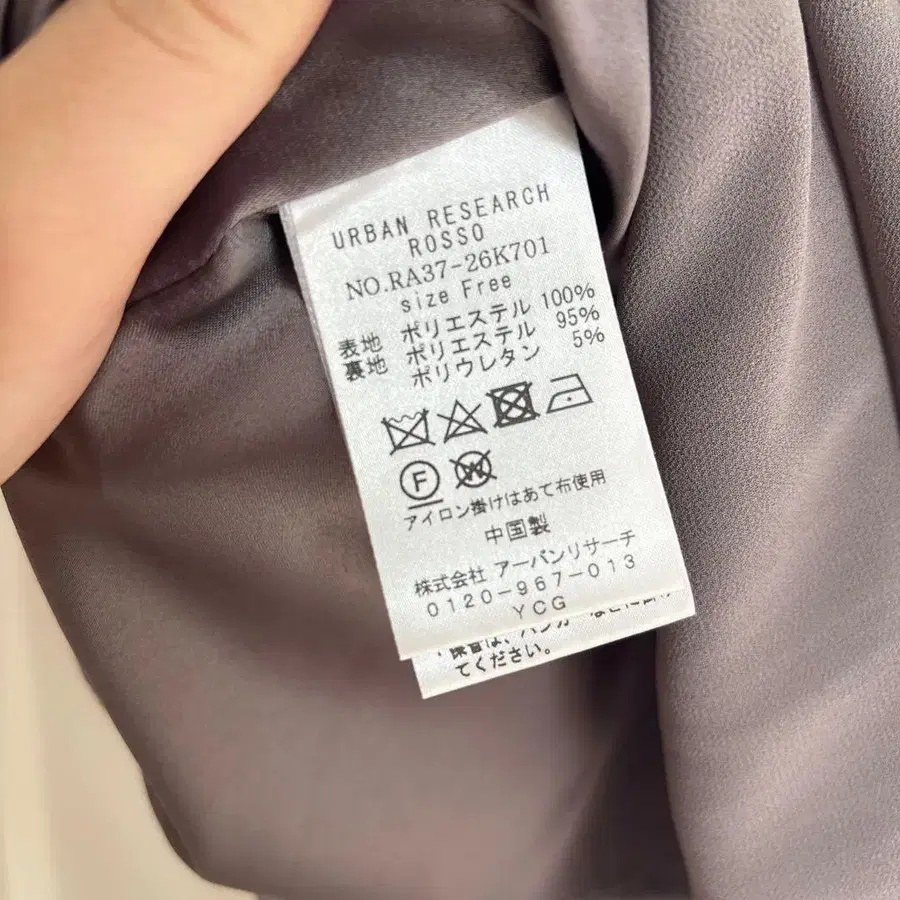 URBAN RESEARCH
ROSSO
NO.RA37-26K701
size Free
表地 ポリエステル 100%
裏地 ポリエステル 95%
ポリウレタン 5%
F
W
アイロン掛けはあて布使用
中国製
株式会社 アーバンリサーチ
0120-967-013
YCG
てください。